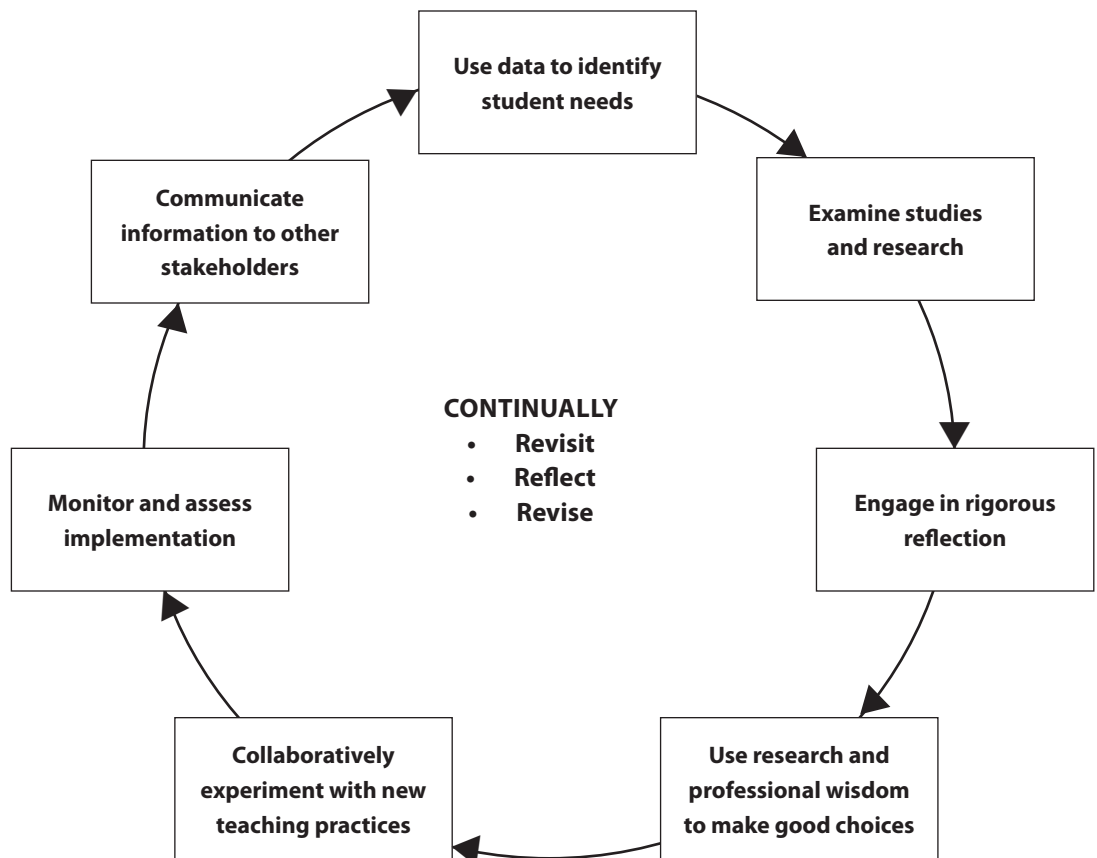 Use data to identify
student needs
Examine studies
and research
Engage in rigorous
reflection
Use research and
professional wisdom
to make good choices
Collaboratively
experiment with new
teaching practices
Monitor and assess
implementation
Communicate
information to other
stakeholders
CONTINUALLY
• Revisit
• Reflect
• Revise